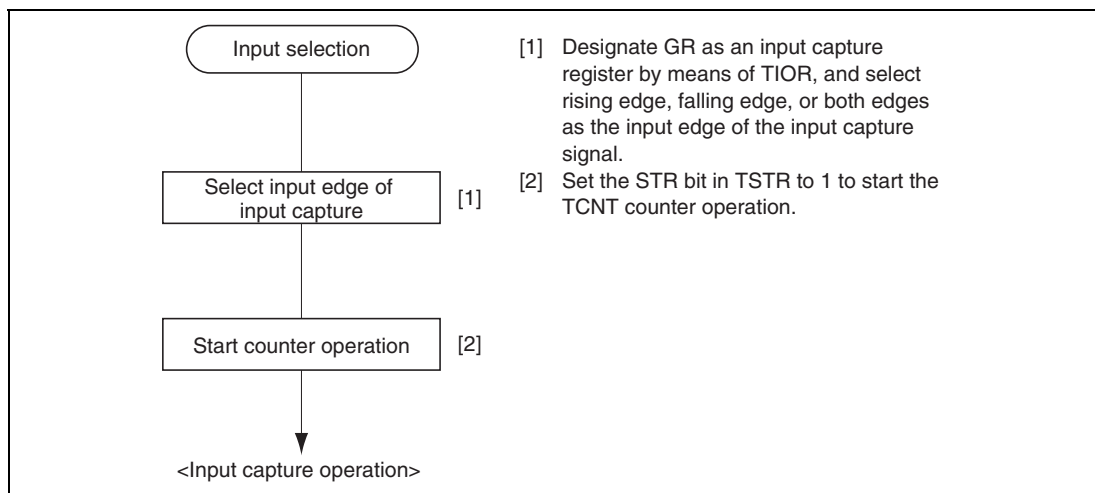 Input selection
Select input edge of
input capture
[1]
Start counter operation
[2]
<Input capture operation>
[1] Designate GR as an input capture
register by means of TIOR, and select
rising edge, falling edge, or both edges
as the input edge of the input capture
signal.
[2] Set the STR bit in TSTR to 1 to start the
TCNT counter operation.